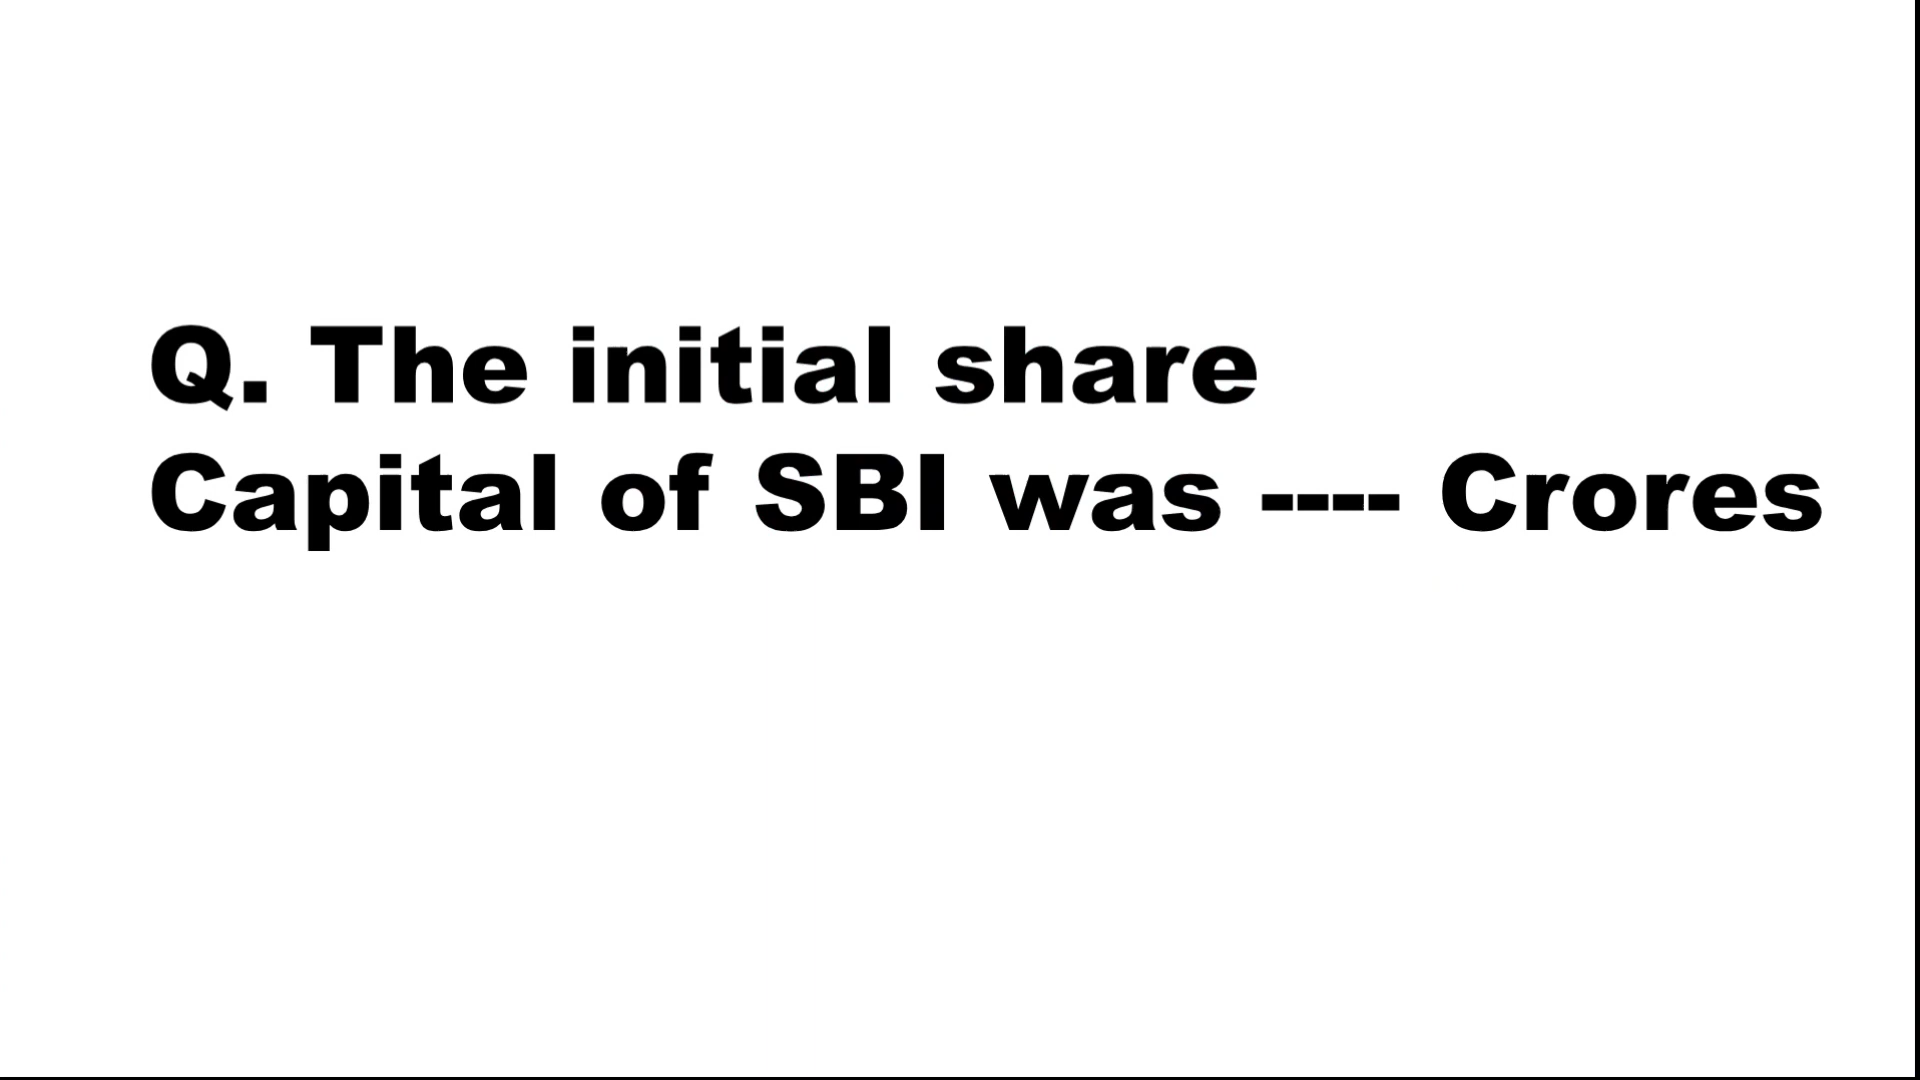 Q. The initial share
Capital of SBI was ---- Crores